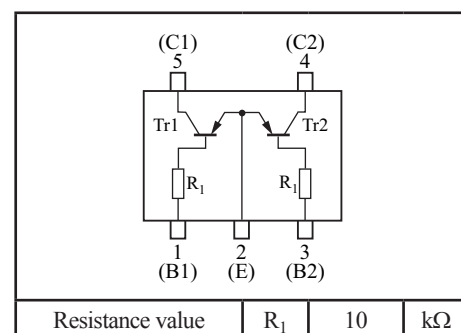 (C1) (C2)
5 4
Tr1 Tr2
R1 R1
1 2 3
(B1) (E) (B2)
Resistance value R1 10 kΩ